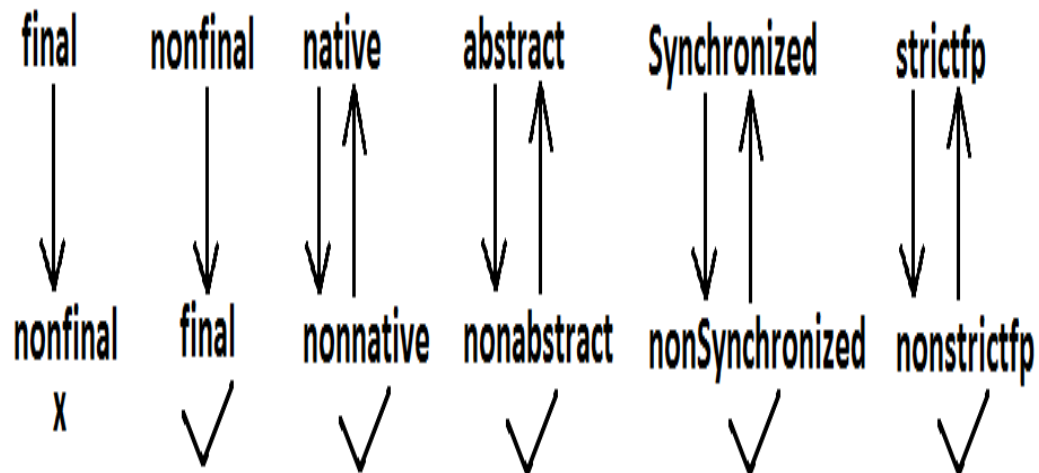 final nonfinal native abstract Synchronized strictfp
nonfinal final nonnative nonabstract nonSynchronized nonstrictfp
x